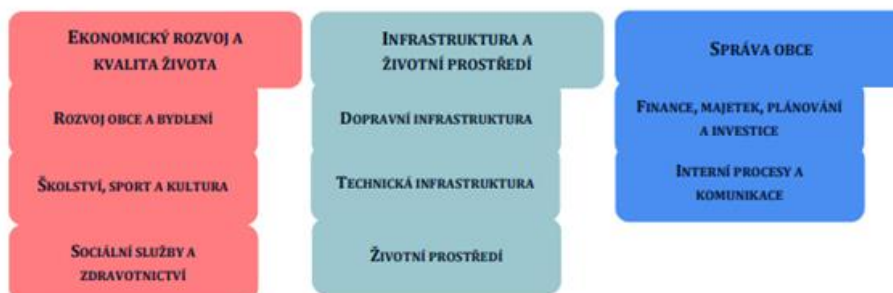 EKONOMICKÝ ROZVOJ A
KVALITA ŽIVOTA
ROZVOJ OBCE A BYDLENÍ
ŠKOLSTVÍ, SPORT A KULTURA
SOCIÁLNÍ SLUŽBY A
ZDRAVOTNICTVÍ
INFRASTRUKTURA A
ŽIVOTNÍ PROSTŘEDÍ
DOPRAVNÍ INFRASTRUKTURA
TECHNICKÁ INFRASTRUKTURA
ŽIVOTNÍ PROSTŘEDÍ
SPRÁVA OBCE
FINANCE, MAJETEK, PLÁNOVÁNÍ
A INVESTICE
INTERNÍ PROCESY A
KOMUNIKACE